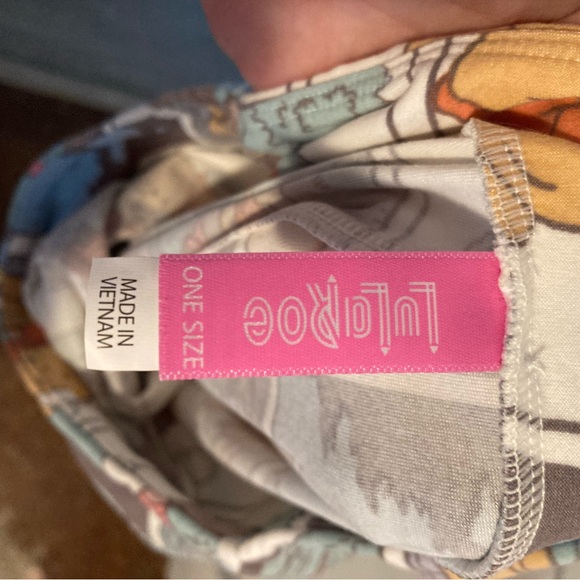 LULAROE
ONE SIZE
MADE IN
VIETNAM